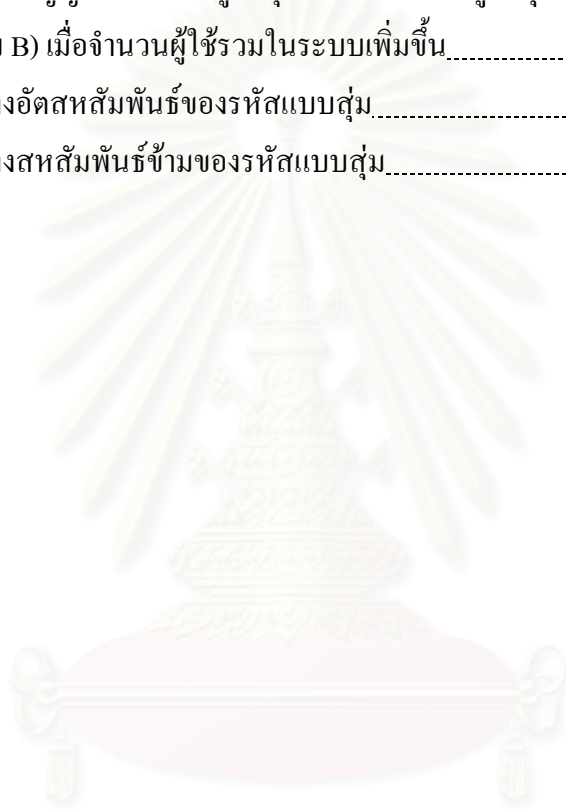 B) เมื่อจำนวนผู้ใช้รวมในระบบเพิ่มขึ้น
งอัตสหสัมพันธ์ของรหัสแบบสุ่ม
งสหสัมพันธ์ข้ามของรหัสแบบสุ่ม